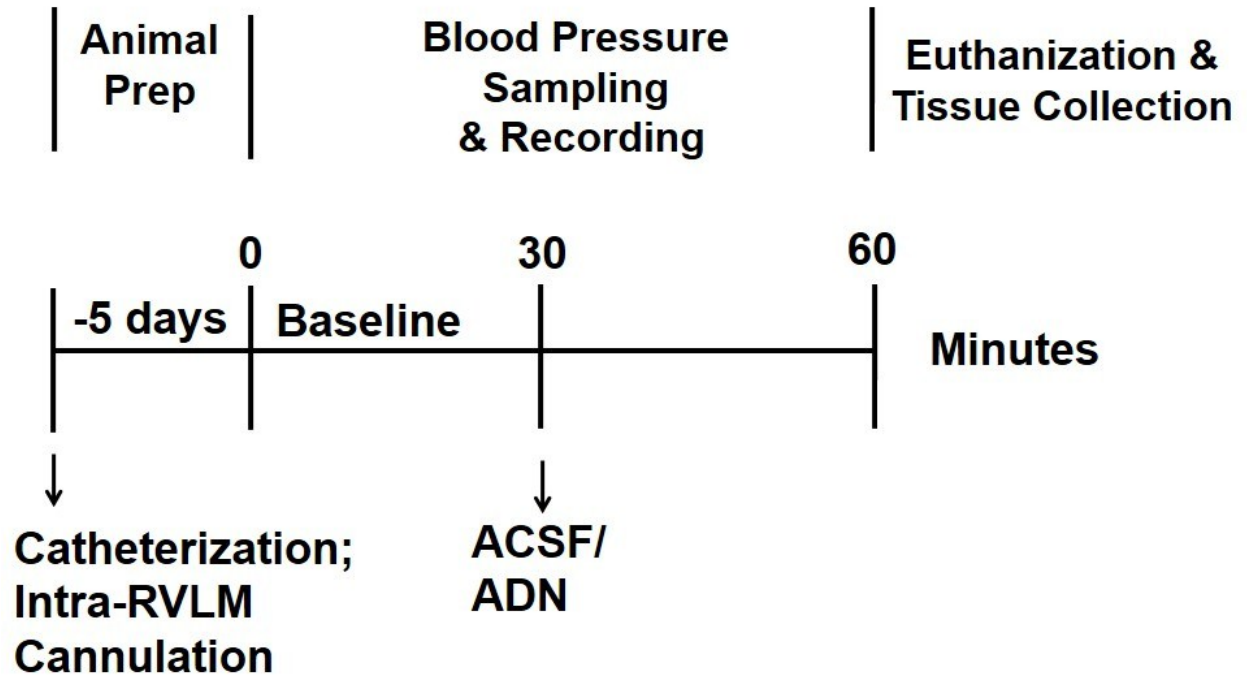 Animal
Prep
Blood Pressure
Sampling
& Recording
Euthanization &
Tissue Collection
0
30
60
-5 days
Baseline
Minutes
Catheterization;
Intra-RVLM
Cannulation
ACSF/
ADN